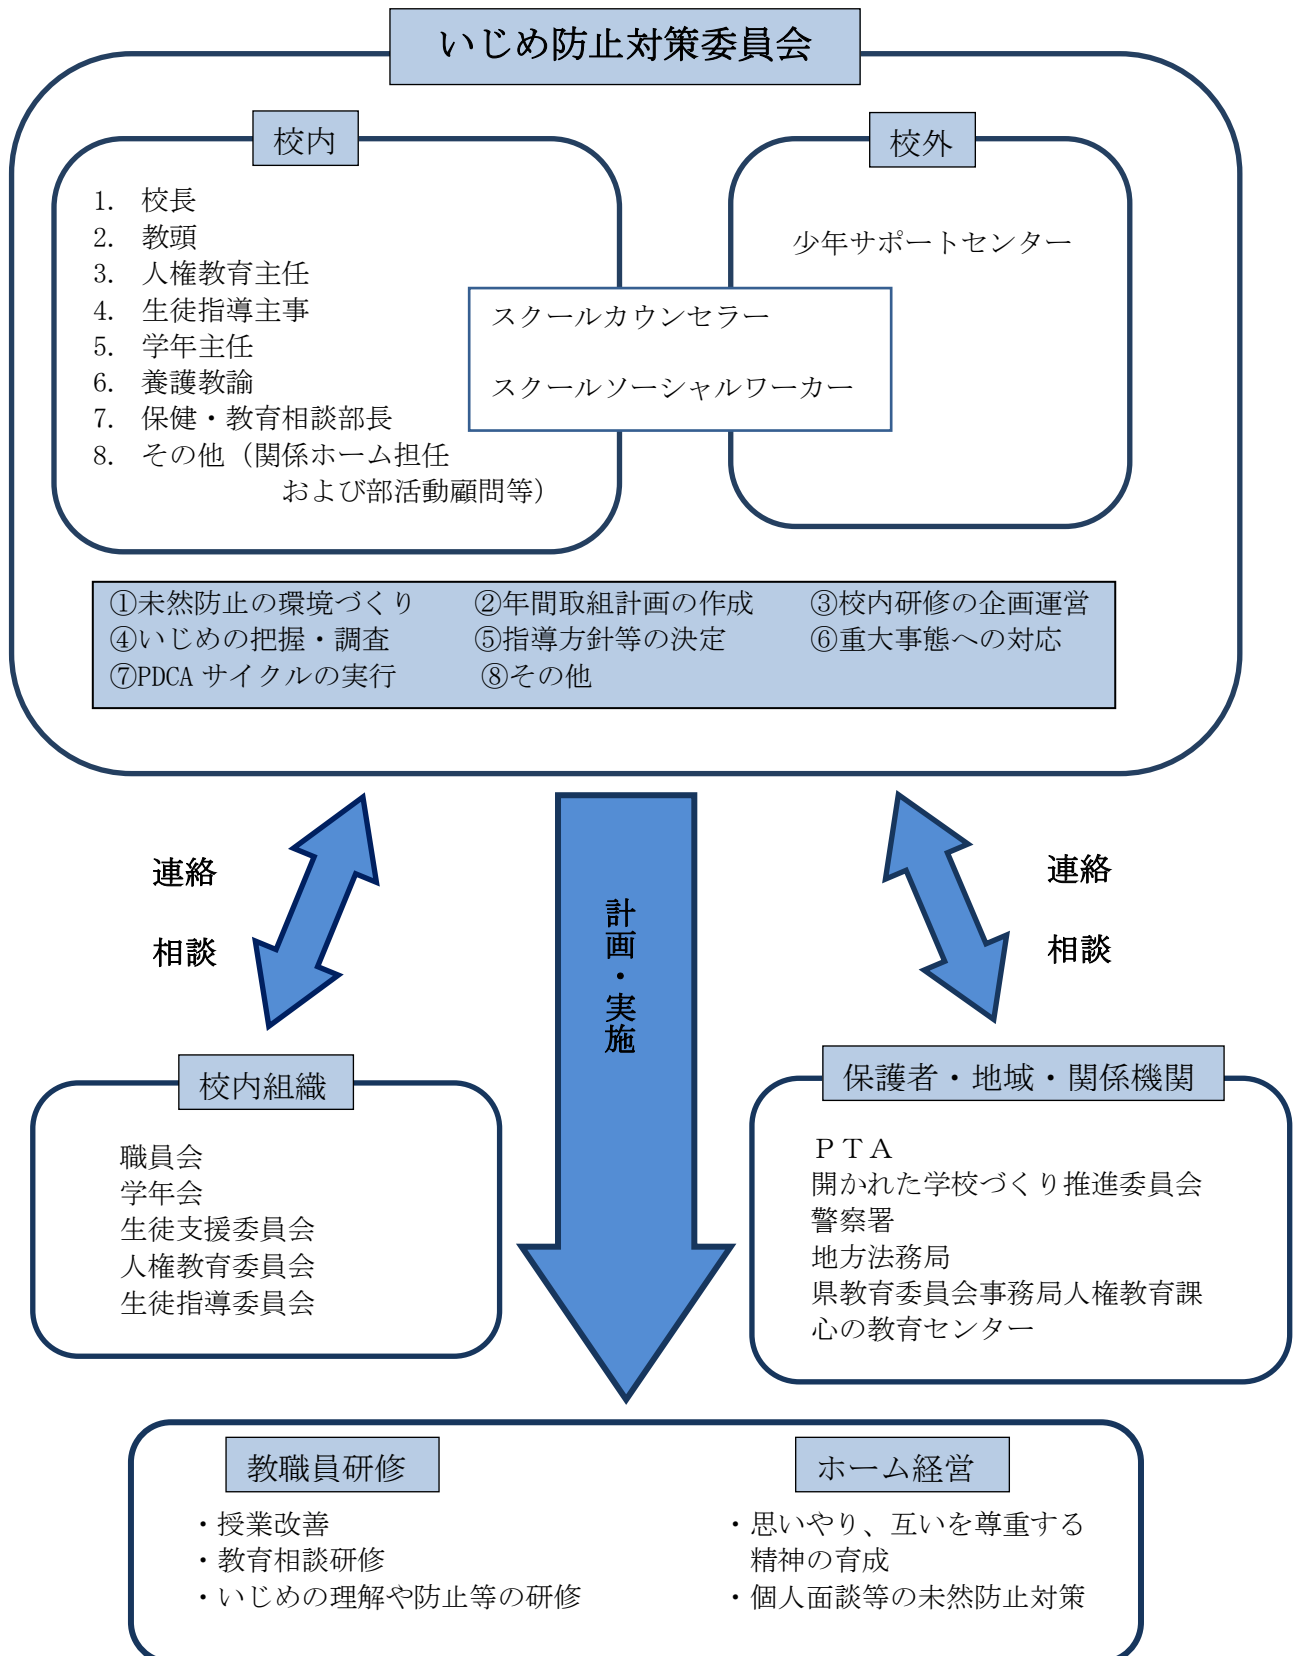 いじめ防止対策委員会
校内
1. 校長
2. 教頭
3. 人権教育主任
4. 生徒指導主事
5. 学年主任
6. 養護教諭
7. 保健・教育相談部長
8. その他（関係ホーム担任
および部活動顧問等）
校外
少年サポートセンター
スクールカウンセラー
スクールソーシャルワーカー
①未然防止の環境づくり ②年間取組計画の作成 ③校内研修の企画運営
④いじめの把握・調査 ⑤指導方針等の決定 ⑥重大事態への対応
⑦PDCA サイクルの実行 ⑧その他
連絡
相談
計画・実施
連絡
相談
校内組織
職員会
学年会
生徒支援委員会
人権教育委員会
生徒指導委員会
保護者・地域・関係機関
ＰＴＡ
開かれた学校づくり推進委員会
警察署
地方法務局
県教育委員会事務局人権教育課
心の教育センター
教職員研修
・授業改善
・教育相談研修
・いじめの理解や防止等の研修
ホーム経営
・思いやり、互いを尊重する
精神の育成
・個人面談等の未然防止対策